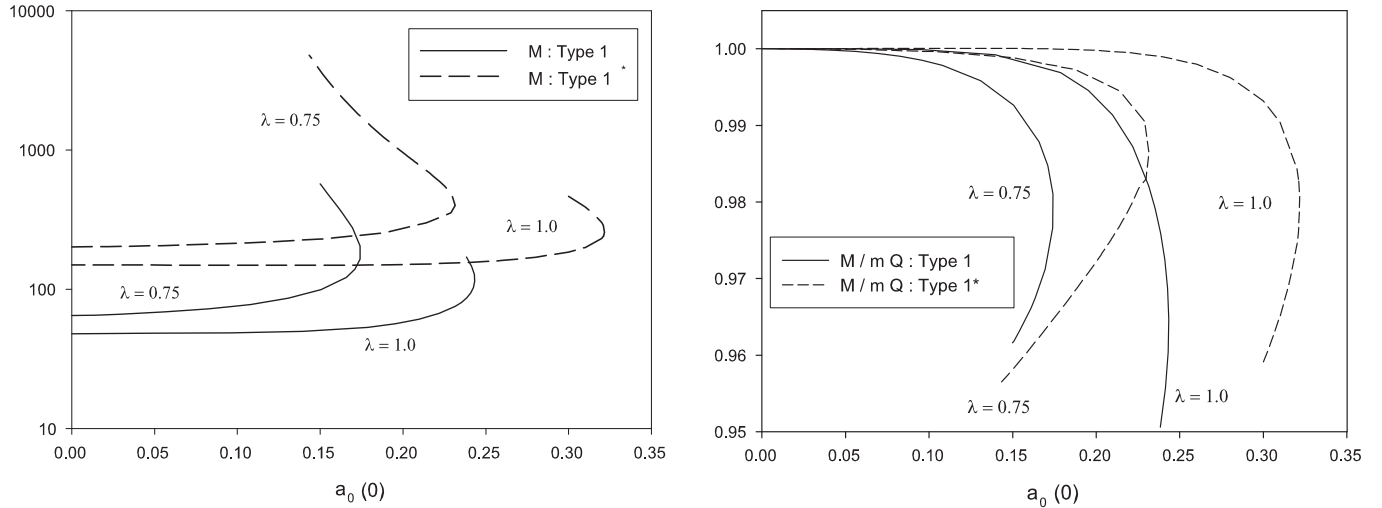 10000
1000
100
10
0.00 0.05 0.10 0.15 0.20 0.25 0.30 0.35
a₀ (0)
M : Type 1
M : Type 1 *
λ = 0.75
λ = 1.0
λ = 0.75
λ = 1.0
1.00
0.99
0.98
0.97
0.96
0.95
0.00 0.05 0.10 0.15 0.20 0.25 0.30 0.35
a₀ (0)
λ = 0.75
λ = 1.0
M / m Q : Type 1
M / m Q : Type 1*
λ = 0.75
λ = 1.0